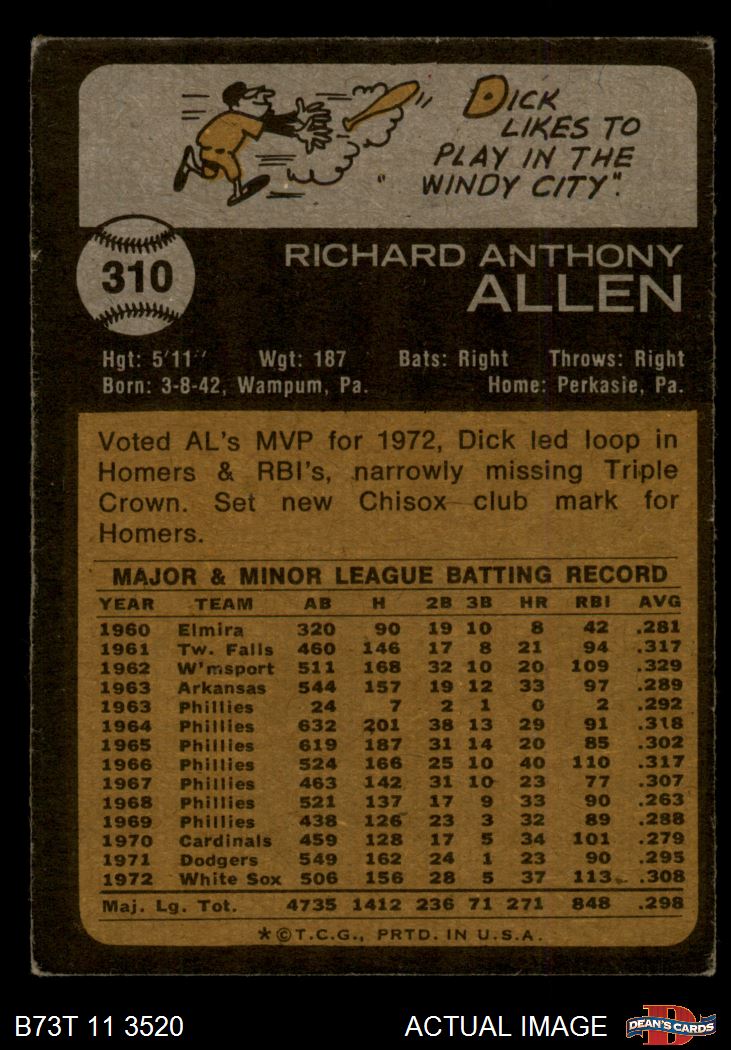 DICK
LIKES TO
PLAY IN THE
"WINDY CITY".
310
RICHARD ANTHONY
ALLEN
Hgt: 5'11" Wgt: 187 Bats: Right Throws: Right
Born: 3-8-42, Wampum, Pa. Home: Perkasie, Pa.
Voted AL's MVP for 1972, Dick led loop in
Homers & RBI's, narrowly missing Triple
Crown. Set new Chisox club mark for
Homers.
MAJOR & MINOR LEAGUE BATTING RECORD
YEAR TEAM AB H 2B 3B HR RBI AVG
1960 Elmira 320 90 19 10 8 42 .281
1961 Tw. Falls 460 146 17 8 21 94 .317
1962 W'msport 511 168 32 10 20 109 .329
1963 Arkansas 544 157 19 12 33 97 .289
1963 Phillies 24 7 2 1 0 2 .292
1964 Phillies 632 201 38 13 29 91 .318
1965 Phillies 619 187 31 14 20 85 .302
1966 Phillies 524 166 25 10 40 110 .317
1967 Phillies 463 142 31 10 23 77 .307
1968 Phillies 521 137 17 9 33 90 .263
1969 Phillies 438 126 23 3 32 89 .288
1970 Cardinals 459 128 17 5 34 101 .279
1971 Dodgers 549 162 24 1 23 90 .295
1972 White Sox 506 156 28 5 37 113 .308
Maj. Lg. Tot. 4735 1412 236 71 271 848 .298
*©T.C.G., PRTD. IN U.S.A.
B73T 11 3520 ACTUAL IMAGE D DEAN'S CARDS